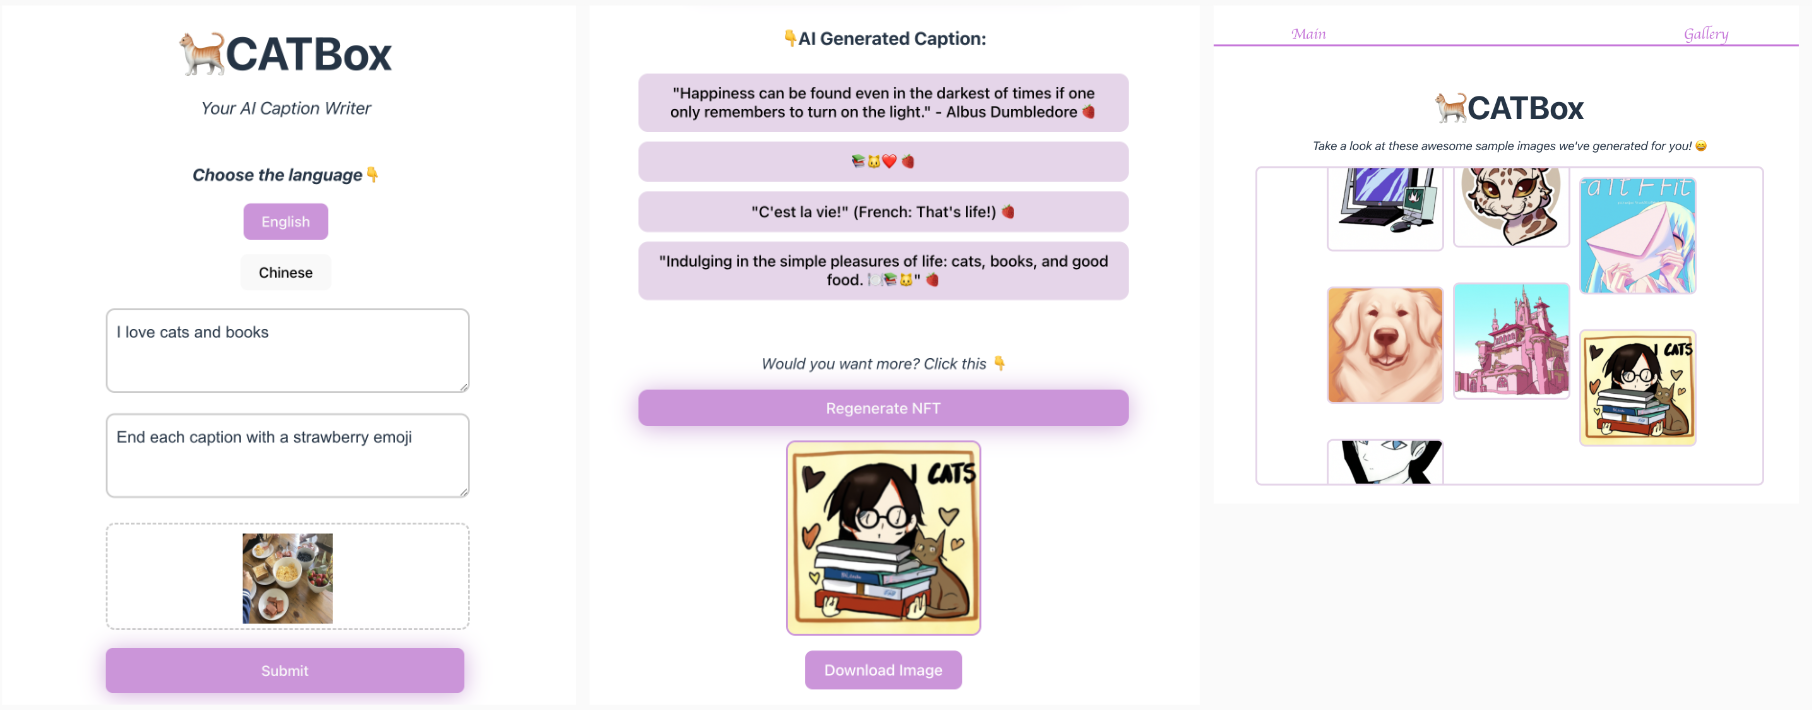 🐈CATBox
Your AI Caption Writer
Choose the language👇
English
Chinese
I love cats and books
End each caption with a strawberry emoji
Submit
👇AI Generated Caption:
"Happiness can be found even in the darkest of times if one
only remembers to turn on the light." - Albus Dumbledore 🍓
📚🐱❤️🍓
"C'est la vie!" (French: That's life!) 🍓
"Indulging in the simple pleasures of life: cats, books, and good
food. 🍽️📚🐱" 🍓
Would you want more? Click this 👇
Regenerate NFT
I CATS
Download Image
Main
Gallery
🐈CATBox
Take a look at these awesome sample images we've generated for you! 😄
I CATS